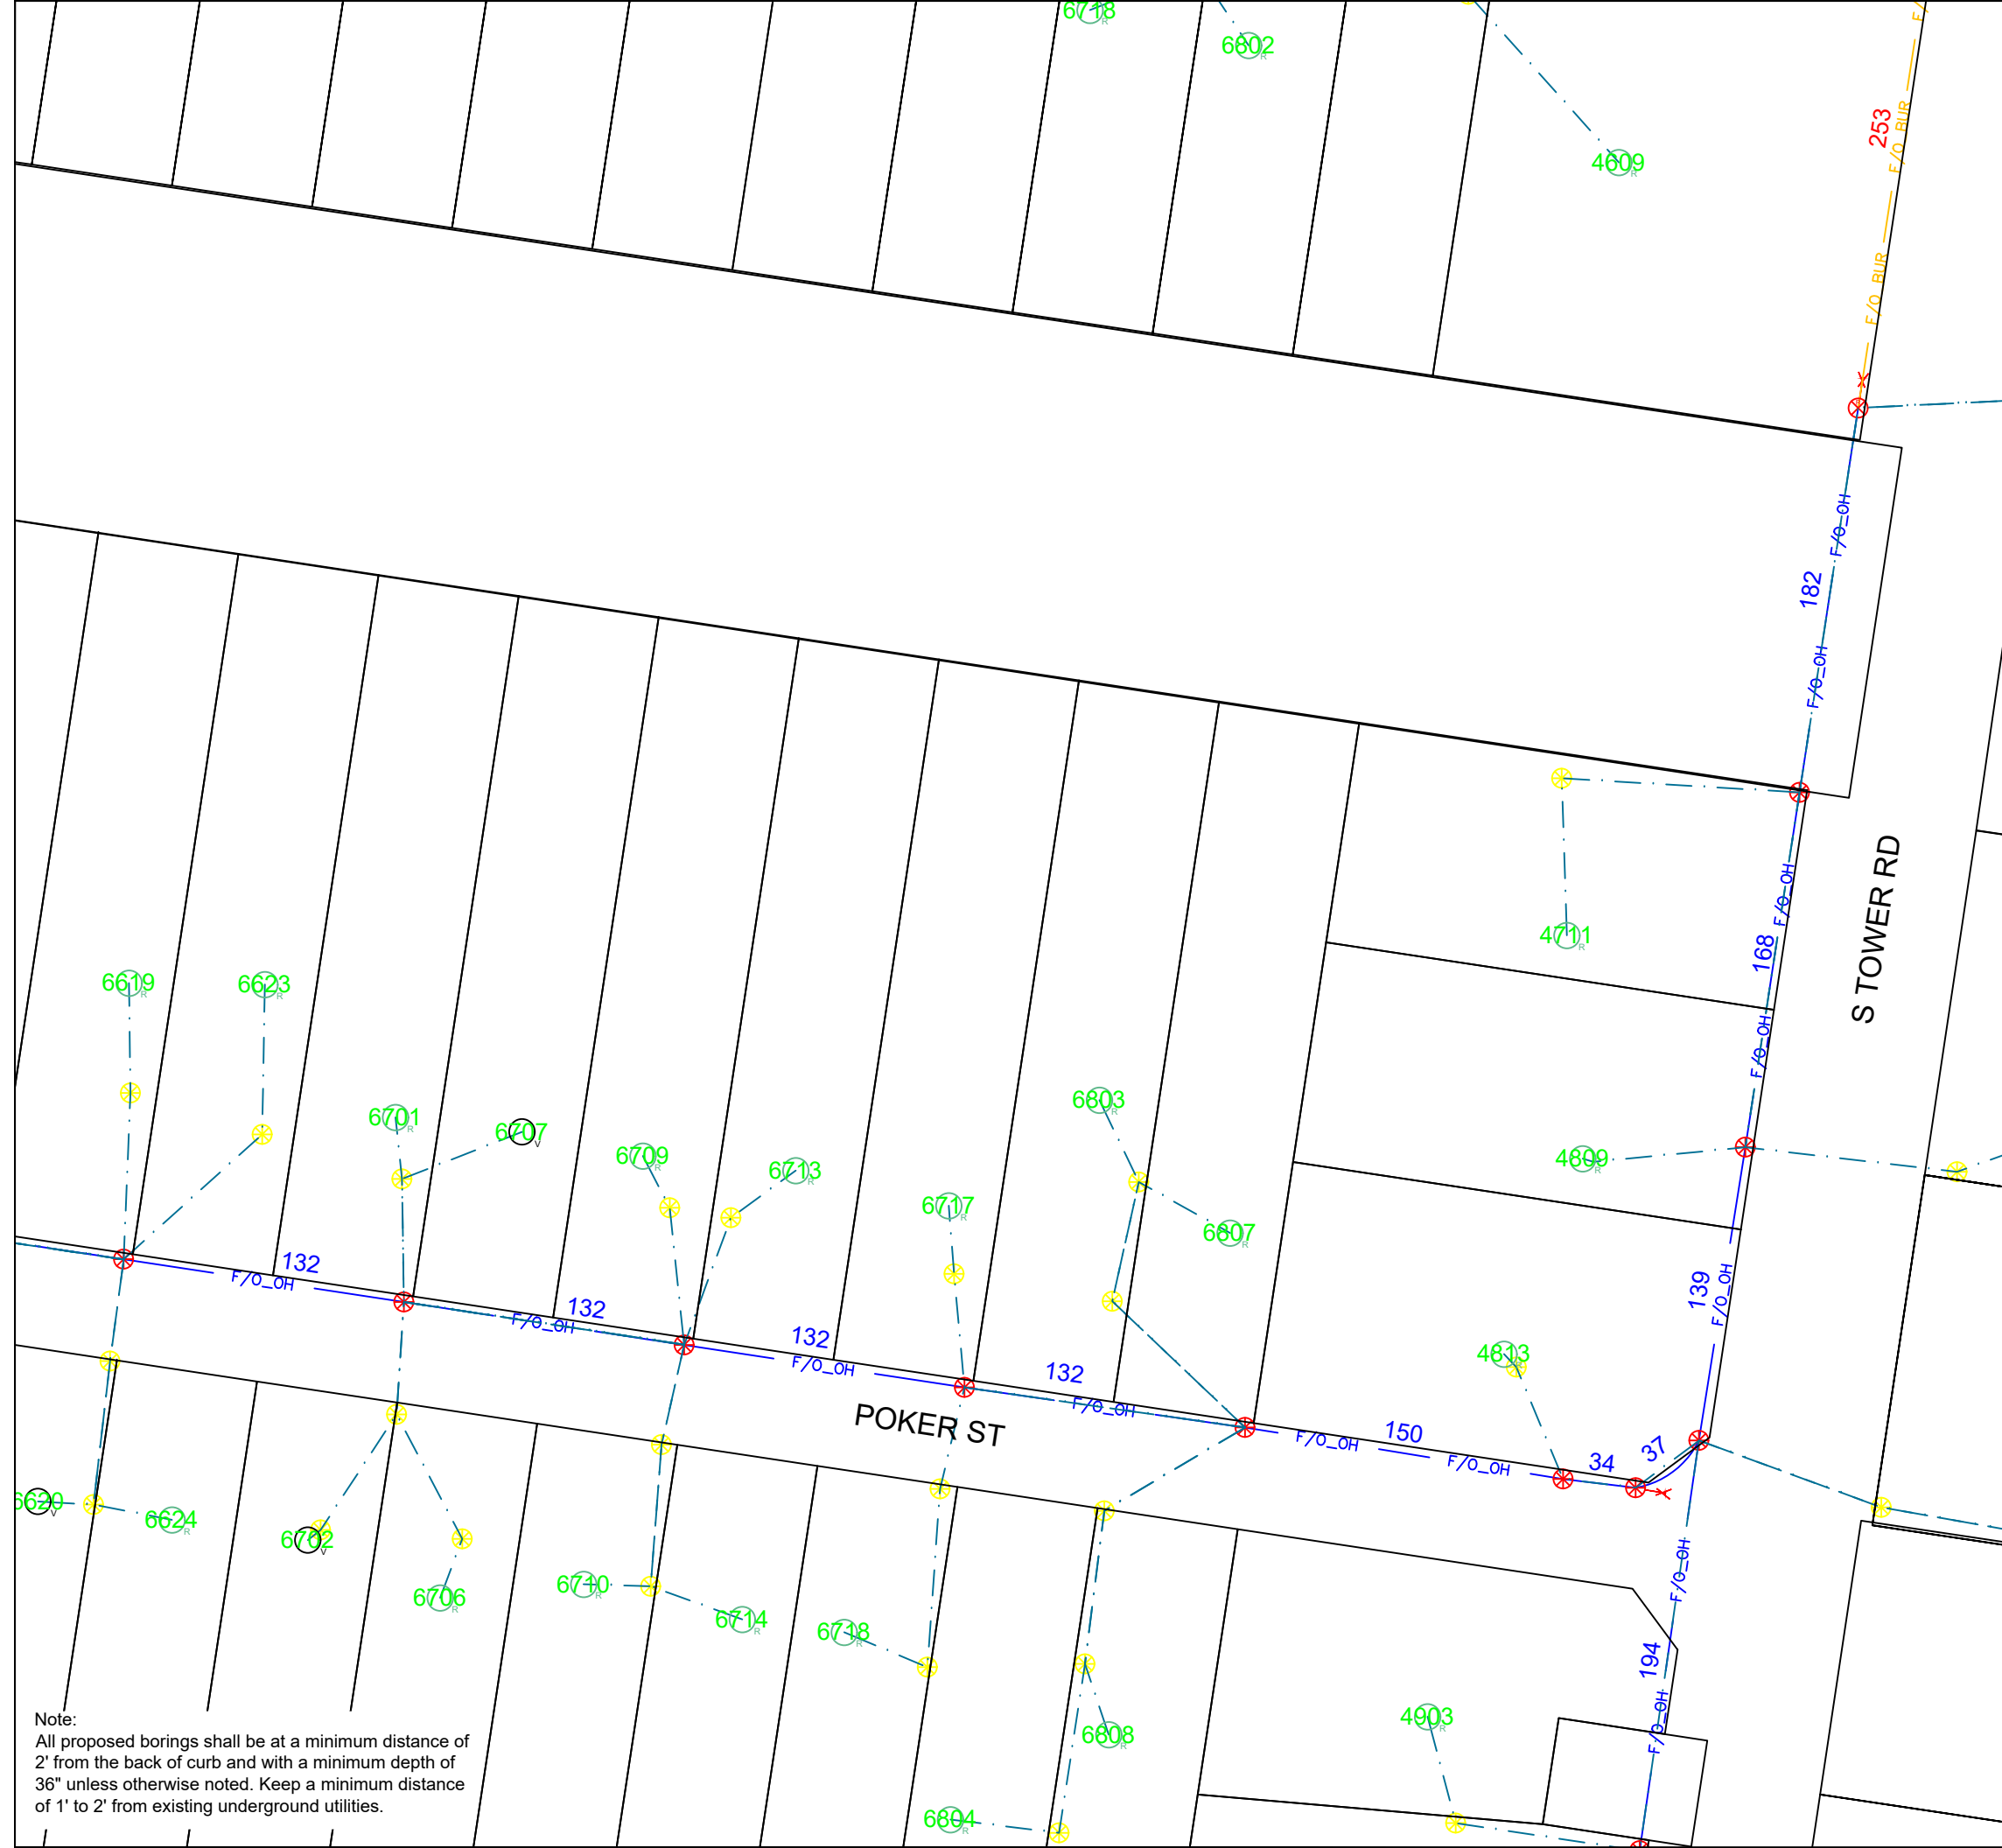 6718
R
6802
R
4609
R
253
F/O BUR
F/O BUR
F/
X
182
F/O_OH
F/O_OH
S TOWER RD
4711
R
168
F/O_OH
F/O_OH
6619
R
6623
R
6701
R
6707
V
6709
R
6713
R
6717
R
6803
R
6807
R
4809
R
139
F/O_OH
4813
R
132
F/O_OH
132
F/O_OH
132
F/O_OH
132
F/O_OH
150
F/O_OH
F/O_OH
34
37
X
POKER ST
6620
V
6624
R
6702
V
6706
R
6710
R
6714
R
6718
R
6804
R
6808
R
4903
R
194
F/O_OH
F/O_OH
Note:
All proposed borings shall be at a minimum distance of
2' from the back of curb and with a minimum depth of
36" unless otherwise noted. Keep a minimum distance
of 1' to 2' from existing underground utilities.